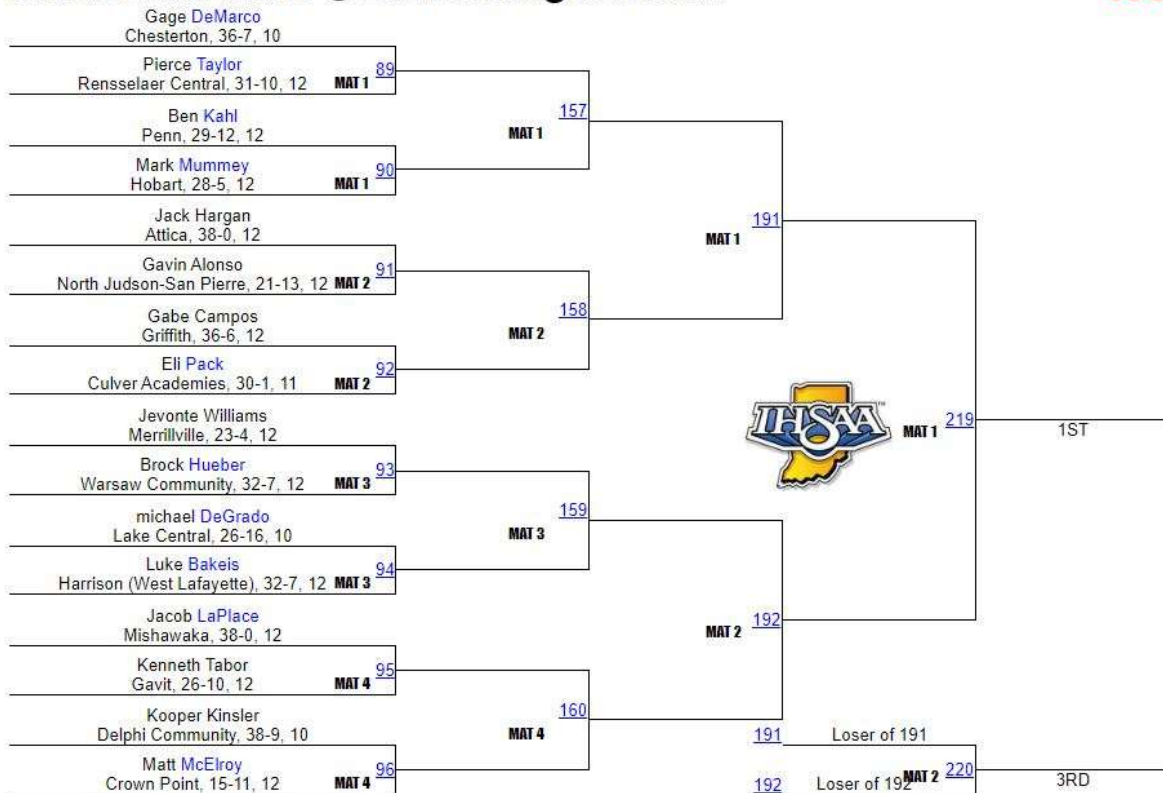 Gage DeMarco
Chesterton, 36-7, 10
Pierce Taylor
Rensselaer Central, 31-10, 12 MAT 1 89
157
MAT 1
Ben Kahl
Penn, 29-12, 12
Mark Mummey
Hobart, 28-5, 12 MAT 1 90
191
MAT 1
Jack Hargan
Attica, 38-0, 12
Gavin Alonso
North Judson-San Pierre, 21-13, 12 MAT 2 91
158
MAT 2
Gabe Campos
Griffith, 36-6, 12
Eli Pack
Culver Academies, 30-1, 11 MAT 2 92
IHSAA
MAT 1 219 1ST
Jevonte Williams
Merrillville, 23-4, 12
Brock Hueber
Warsaw Community, 32-7, 12 MAT 3 93
159
MAT 3
michael DeGrado
Lake Central, 26-16, 10
Luke Bakeis
Harrison (West Lafayette), 32-7, 12 MAT 3 94
192
MAT 2
Jacob LaPlace
Mishawaka, 38-0, 12
Kenneth Tabor
Gavit, 26-10, 12 MAT 4 95
160
MAT 4
Kooper Kinsler
Delphi Community, 38-9, 10
Matt McElroy
Crown Point, 15-11, 12 MAT 4 96
191 Loser of 191
192 Loser of 192 MAT 2 220 3RD